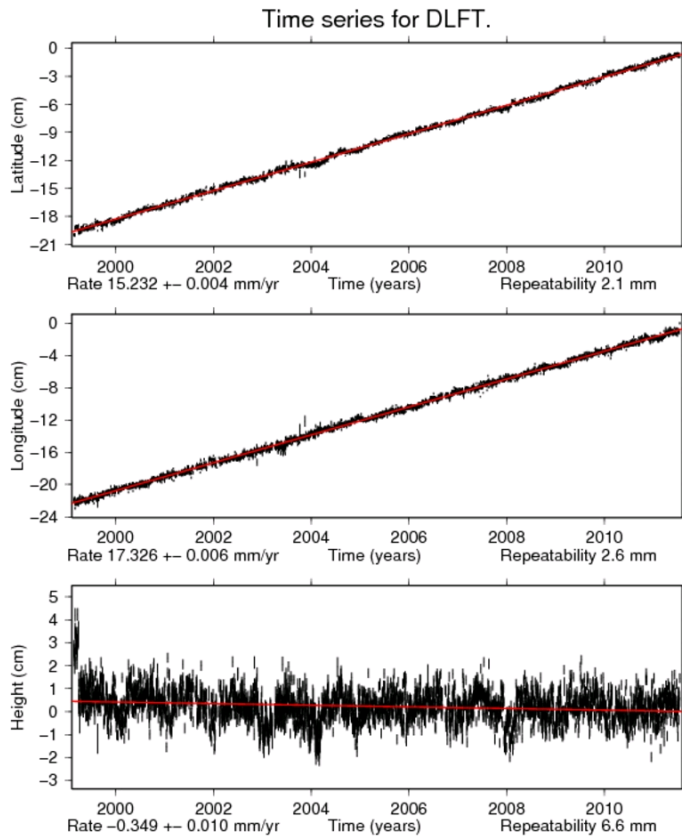 Time series for DLFT.
0
−3
−6
−9
−12
−15
−18
−21
Latitude (cm)
2000 2002 2004 2006 2008 2010
Rate 15.232 +− 0.004 mm/yr Time (years) Repeatability 2.1 mm
0
−4
−8
−12
−16
−20
−24
Longitude (cm)
2000 2002 2004 2006 2008 2010
Rate 17.326 +− 0.006 mm/yr Time (years) Repeatability 2.6 mm
5
4
3
2
1
0
−1
−2
−3
Height (cm)
2000 2002 2004 2006 2008 2010
Rate −0.349 +− 0.010 mm/yr Time (years) Repeatability 6.6 mm